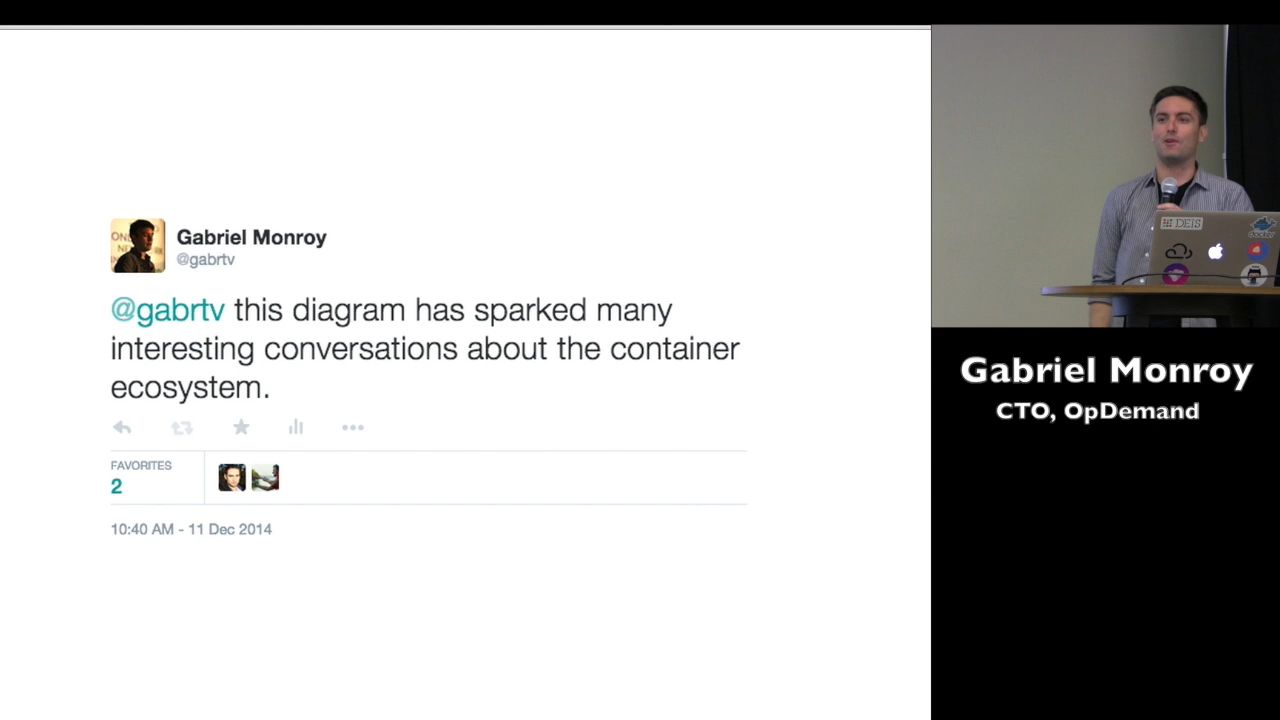 Gabriel Monroy
@gabrtv
@gabrtv this diagram has sparked many
interesting conversations about the container
ecosystem.
FAVORITES
2
10:40 AM - 11 Dec 2014
DEIS
docker
Gabriel Monroy
CTO, OpDemand